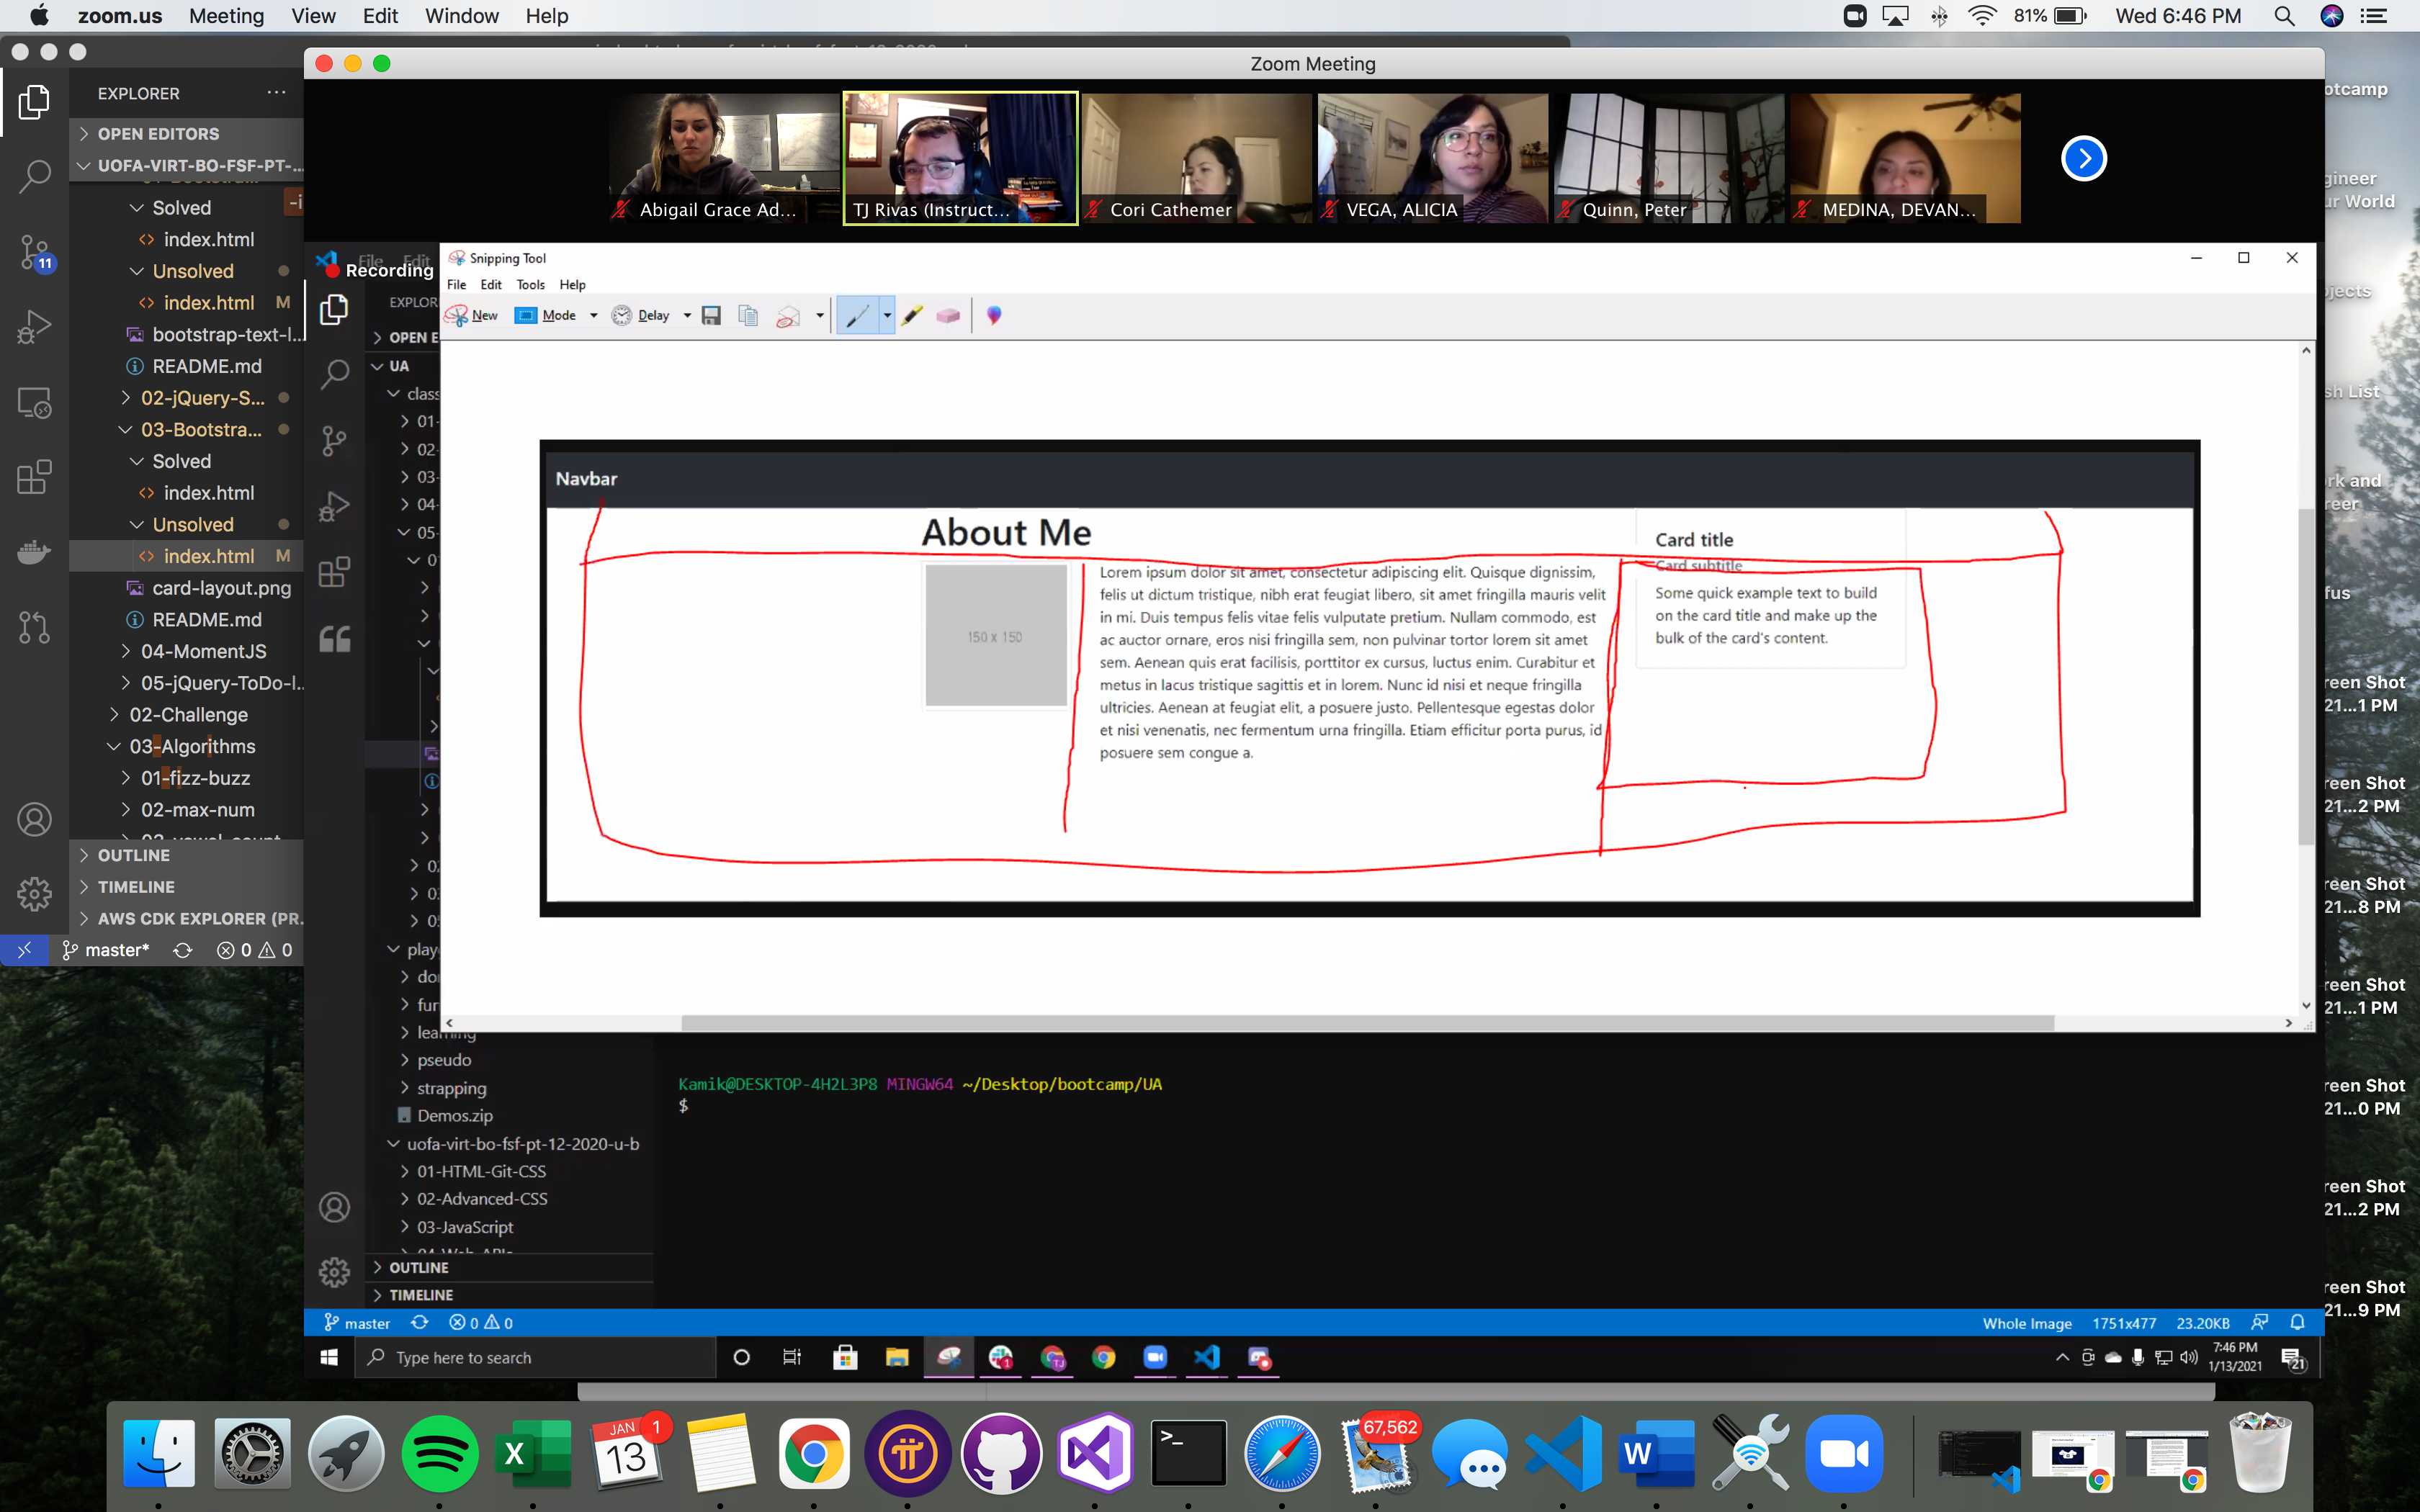 zoom.us Meeting View Edit Window Help
81% Wed 6:46 PM
Zoom Meeting
EXPLORER
OPEN EDITORS
UOFA-VIRT-BO-FSF-PT-...
Solved
index.html
Unsolved
index.html M
bootstrap-text-l...
README.md
02-jQuery-S...
03-Bootstra...
Solved
index.html
Unsolved
index.html M
card-layout.png
README.md
04-MomentJS
05-jQuery-ToDo-l...
02-Challenge
03-Algorithms
01-fizz-buzz
02-max-num
OUTLINE
TIMELINE
AWS CDK EXPLORER (PR...
master* 0 0
11
Abigail Grace Ad...
TJ Rivas (Instruct...
Cori Cathemer
VEGA, ALICIA
Quinn, Peter
MEDINA, DEVAN...
File Edit
Recording
Snipping Tool
File Edit Tools Help
New Mode Delay
EXPLOR
OPEN E
UA
class
01-
02-
03-
04-
05-
Navbar
About Me
150 x 150
Lorem ipsum dolor sit amet, consectetur adipiscing elit. Quisque dignissim,
felis ut dictum tristique, nibh erat feugiat libero, sit amet fringilla mauris velit
in mi. Duis tempus felis vitae felis vulputate pretium. Nullam commodo, est
ac auctor ornare, eros nisi fringilla sem, non pulvinar tortor lorem sit amet
sem. Aenean quis erat facilisis, porttitor ex cursus, luctus enim. Curabitur et
metus in lacus tristique sagittis et in lorem. Nunc id nisi et neque fringilla
ultricies. Aenean at feugiat elit, a posuere justo. Pellentesque egestas dolor
et nisi venenatis, nec fermentum urna fringilla. Etiam efficitur porta purus, id
posuere sem congue a.
Card title
Card subtitle
Some quick example text to build
on the card title and make up the
bulk of the card's content.
play
learning
pseudo
strapping
Demos.zip
uofa-virt-bo-fsf-pt-12-2020-u-b
01-HTML-Git-CSS
02-Advanced-CSS
03-JavaScript
04-Web-APIs
OUTLINE
TIMELINE
Kamik@DESKTOP-4H2L3P8 MINGW64 ~/Desktop/bootcamp/UA
$
master 0 0
Whole Image 1751x477 23.20KB
Type here to search
7:46 PM
1/13/2021
21
otcamp
gineer
ur World
jects
sh List
rk and
reer
fus
reen Shot
21...1 PM
reen Shot
21...2 PM
reen Shot
21...8 PM
reen Shot
21...1 PM
reen Shot
21...0 PM
reen Shot
21...2 PM
reen Shot
21...9 PM
JAN
13
1
67,562